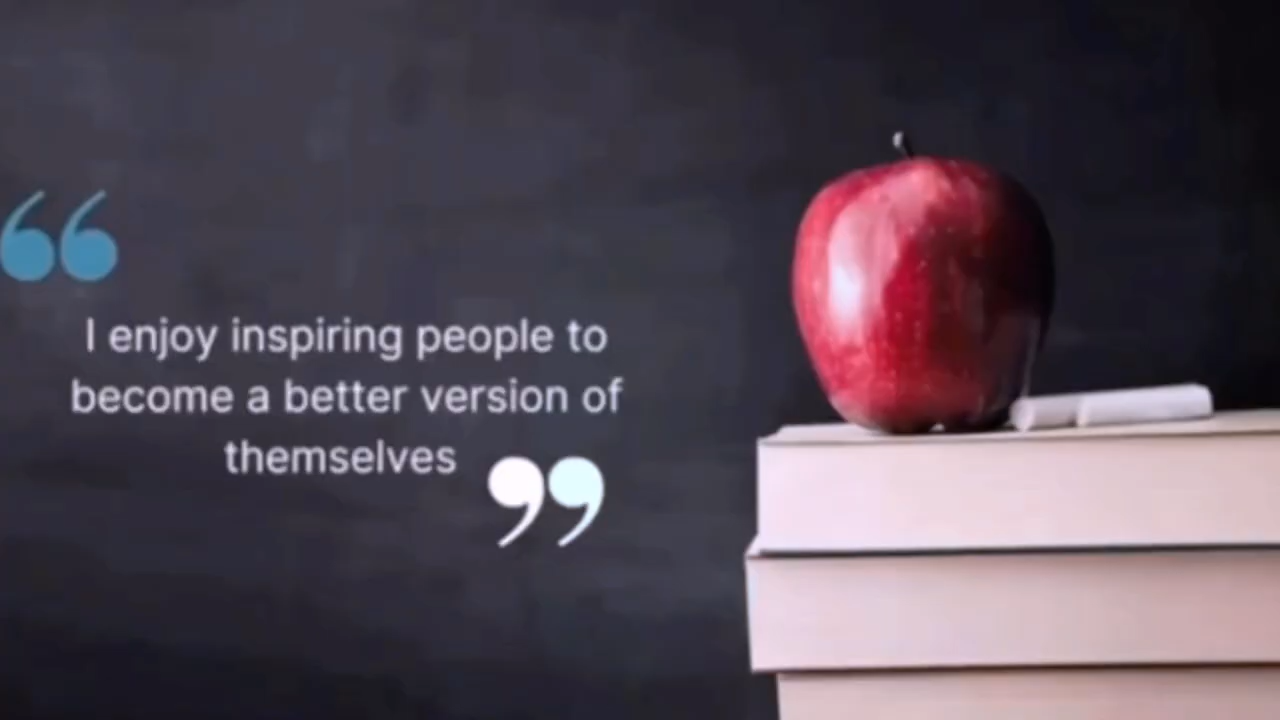 “
I enjoy inspiring people to
become a better version of
themselves ”